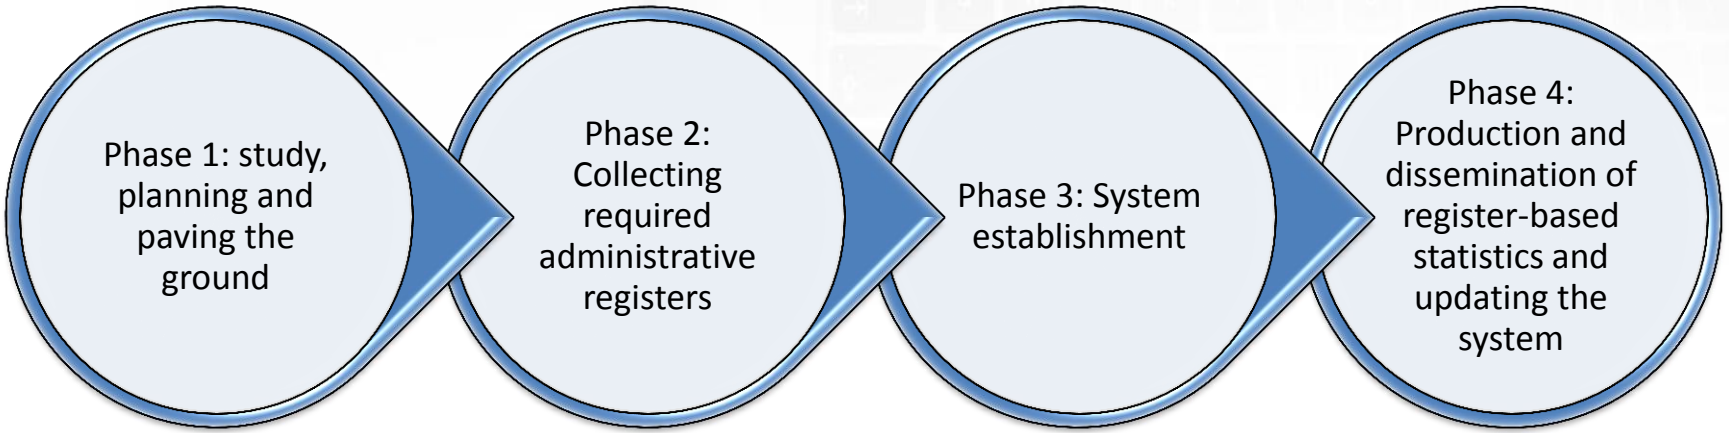 Phase 1: study,
planning and
paving the
ground
Phase 2:
Collecting
required
administrative
registers
Phase 3: System
establishment
Phase 4:
Production and
dissemination of
register-based
statistics and
updating the
system